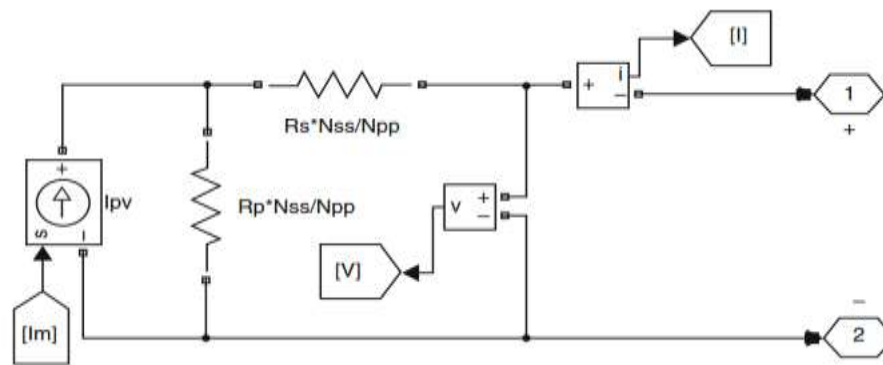 [I]
+
i
−
1
+
Rs*Nss/Npp
+
Ipv
s
−
Rp*Nss/Npp
v
+
−
[V]
[Im]
−
2